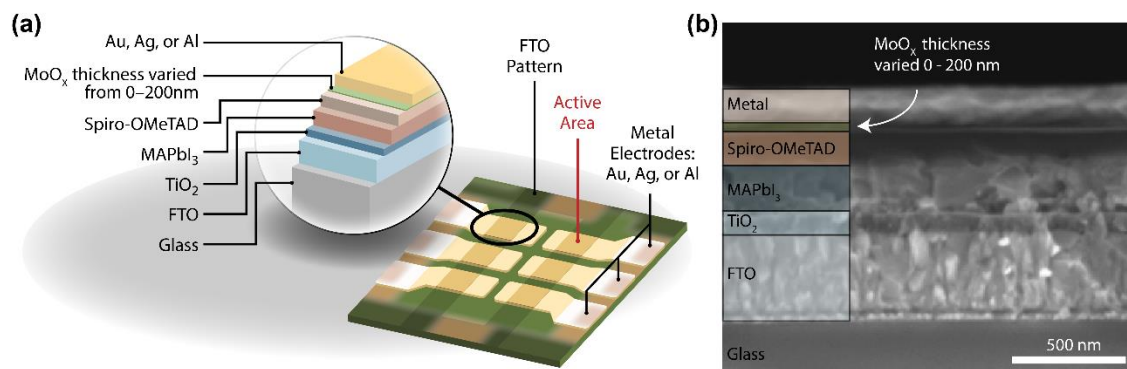 (a)
Au, Ag, or Al
MoOₓ thickness varied
from 0–200nm
Spiro-OMeTAD
MAPbI₃
TiO₂
FTO
Glass
FTO
Pattern
Active
Area
Metal
Electrodes:
Au, Ag, or Al
(b)
MoOₓ thickness
varied 0 - 200 nm
Metal
Spiro-OMeTAD
MAPbI₃
TiO₂
FTO
Glass
500 nm